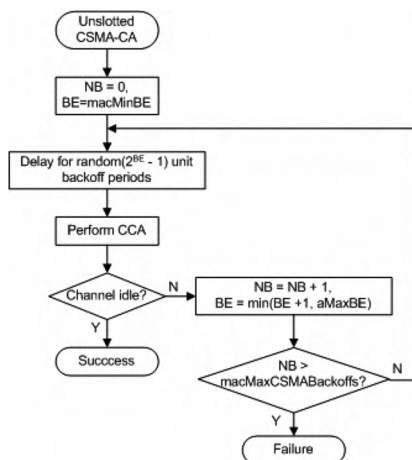 Unslotted
CSMA-CA
NB = 0,
BE=macMinBE
Delay for random(2^BE - 1) unit
backoff periods
Perform CCA
Channel idle?
N
Y
Succcess
NB = NB + 1,
BE = min(BE +1, aMaxBE)
NB >
macMaxCSMABackoffs?
N
Y
Failure